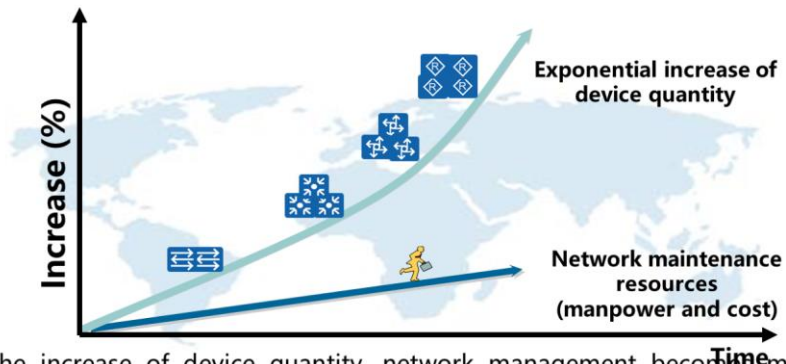 Increase (%)
Exponential increase of
device quantity
Network maintenance
resources
(manpower and cost)
Time
he increase of device quantity, network management